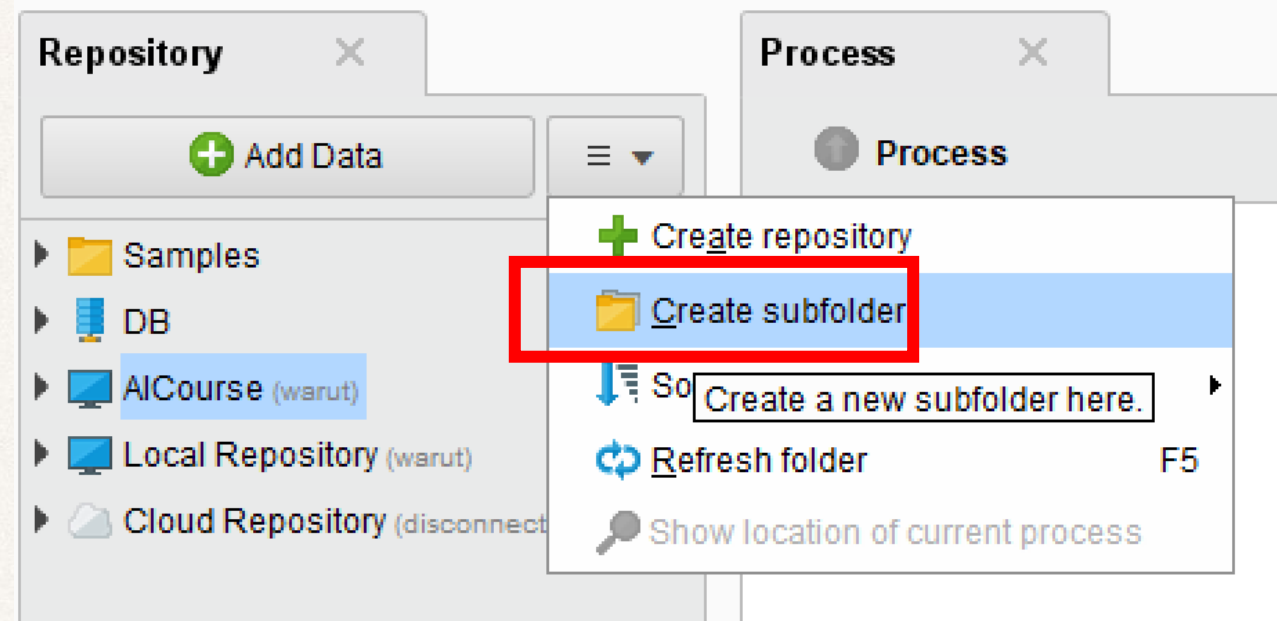 Repository
Process
Add Data
Process
Samples
DB
AICourse (warut)
Local Repository (warut)
Cloud Repository (disconnect
Create repository
Create subfolder
So
Create a new subfolder here.
Refresh folder F5
Show location of current process